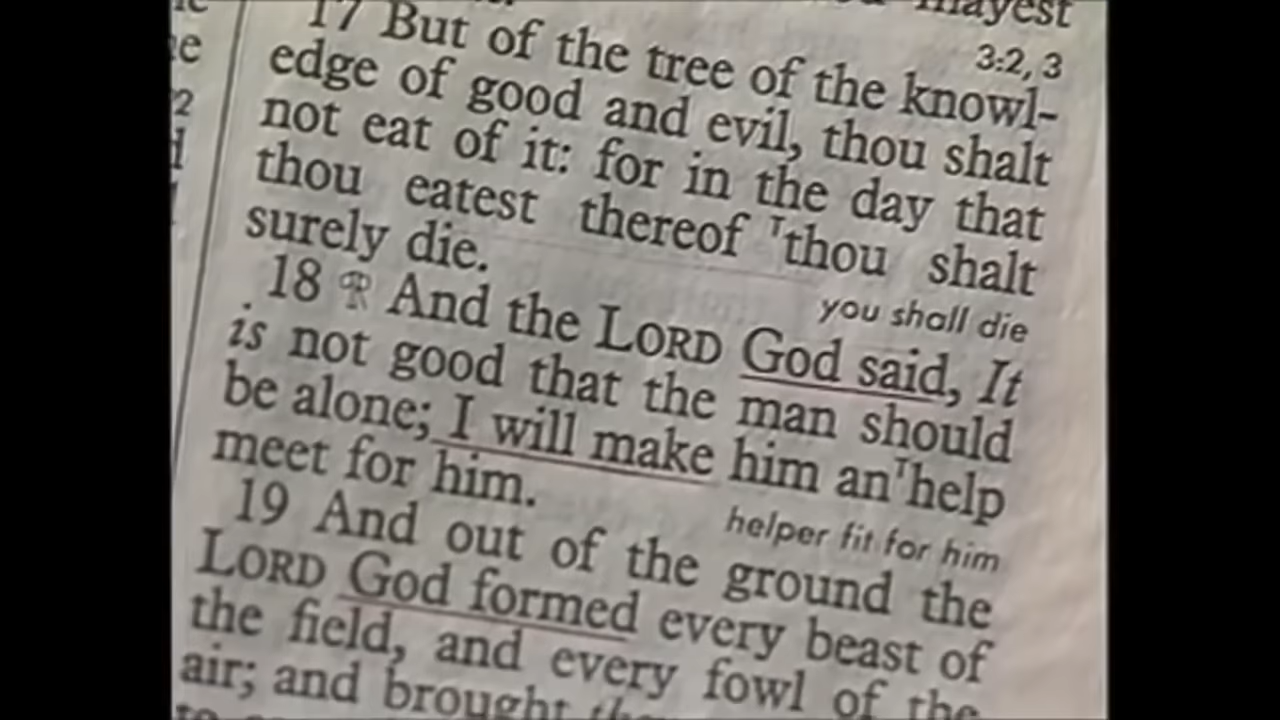 mayest
3:2, 3
17 But of the tree of the knowl-
edge of good and evil, thou shalt
not eat of it: for in the day that
thou eatest thereof ᵀthou shalt
surely die.
you shall die
18 And the LORD God said, It
is not good that the man should
be alone; I will make him an ᵀhelp
meet for him.
helper fit for him
19 And out of the ground the
LORD God formed every beast of
the field, and every fowl of the
air; and brought